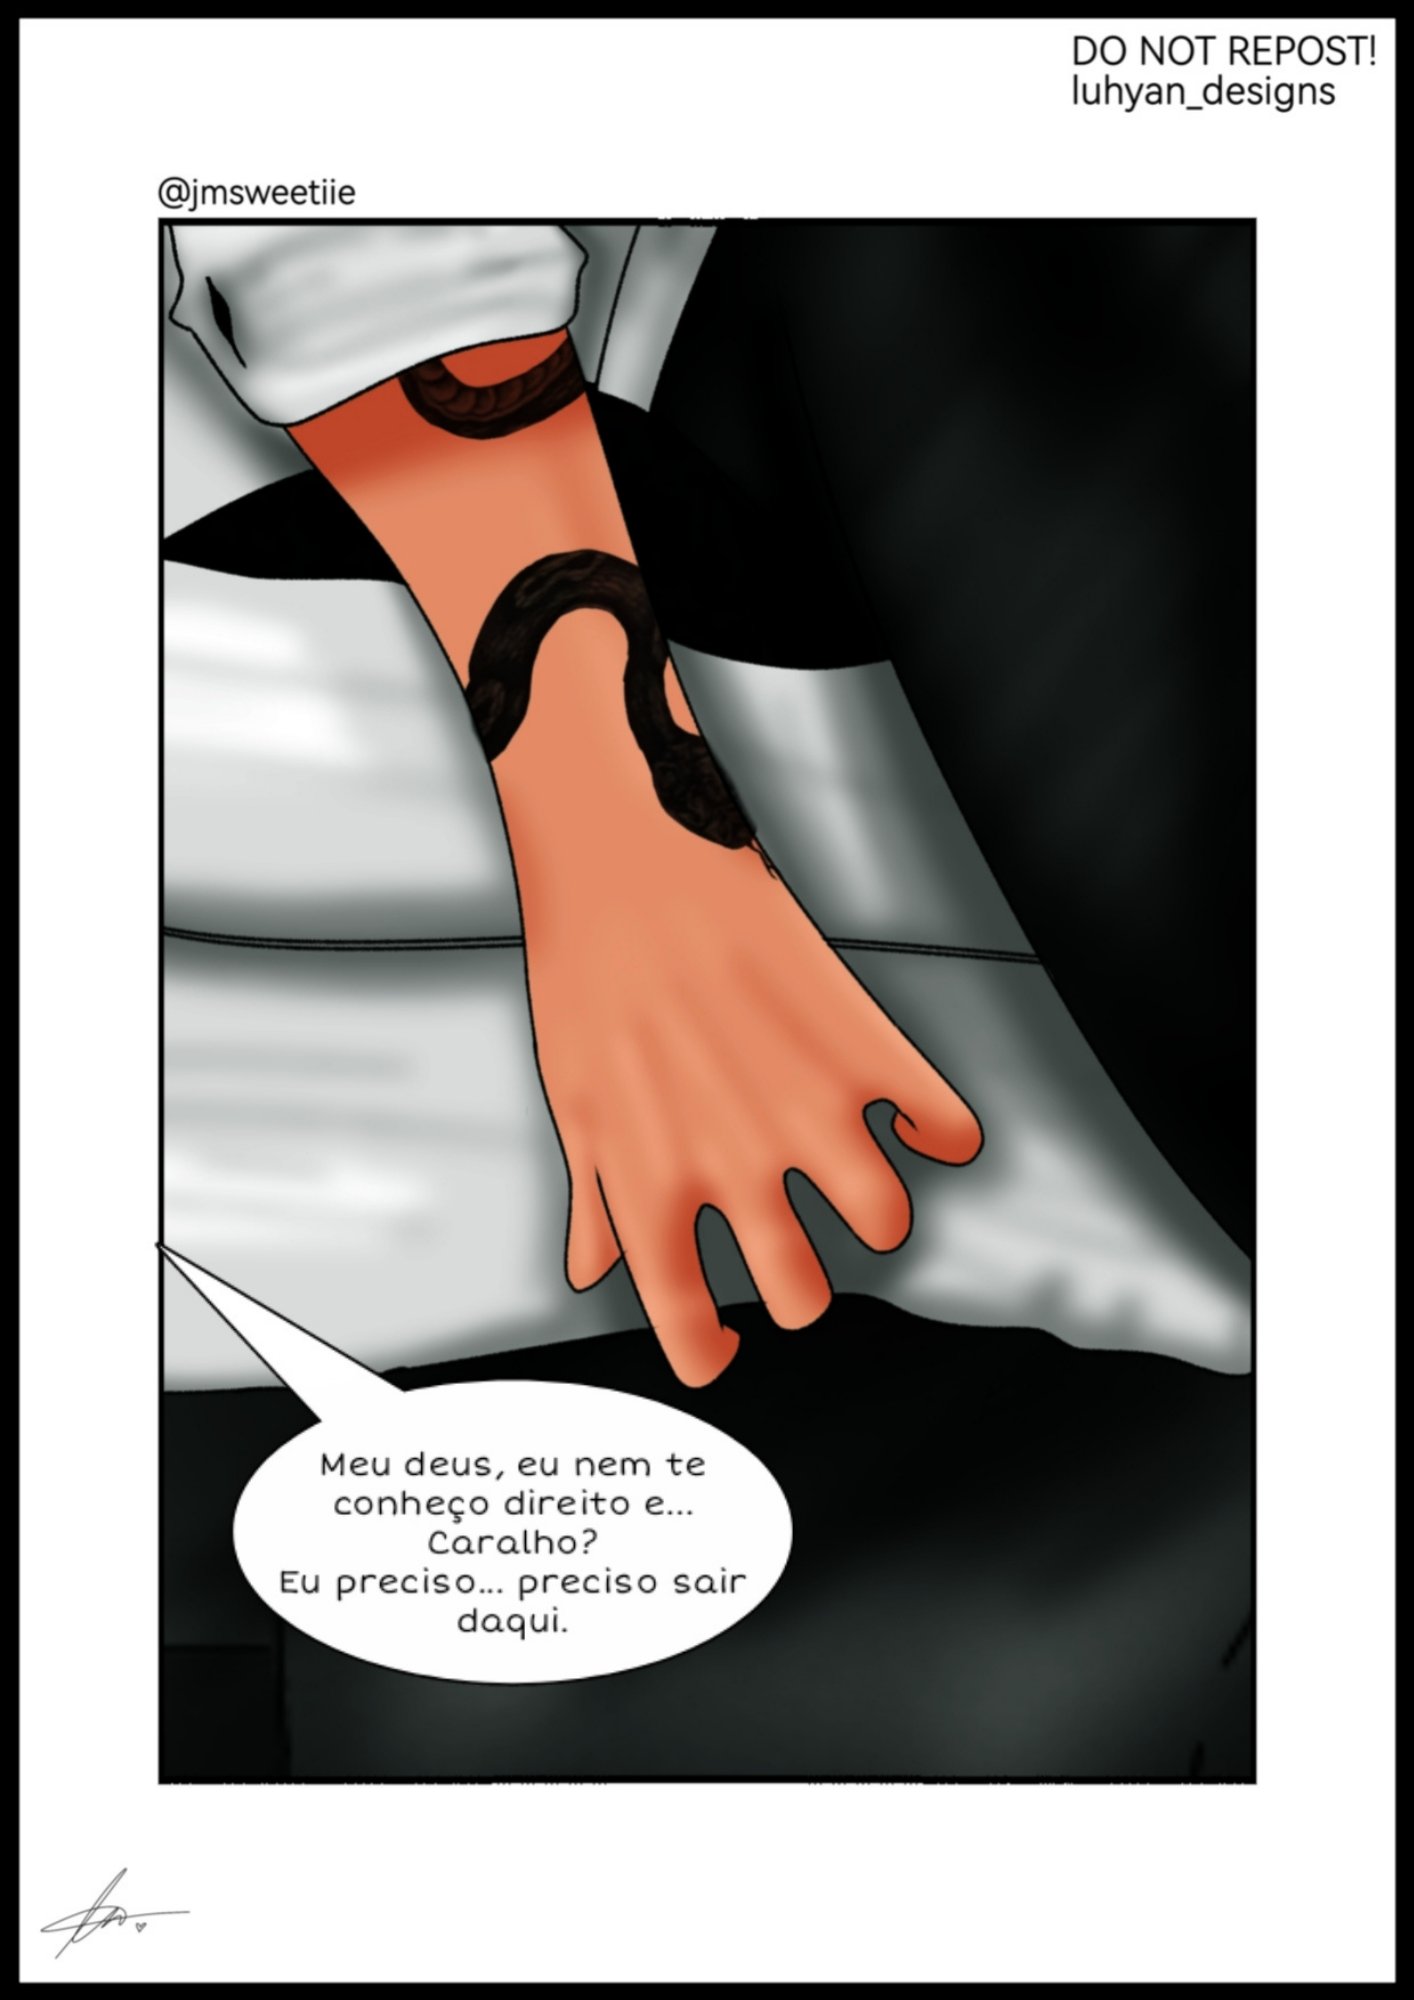 DO NOT REPOST!
luhyan_designs
@jmsweetiie
Meu deus, eu nem te
conheço direito e...
Caralho?
Eu preciso... preciso sair
daqui.